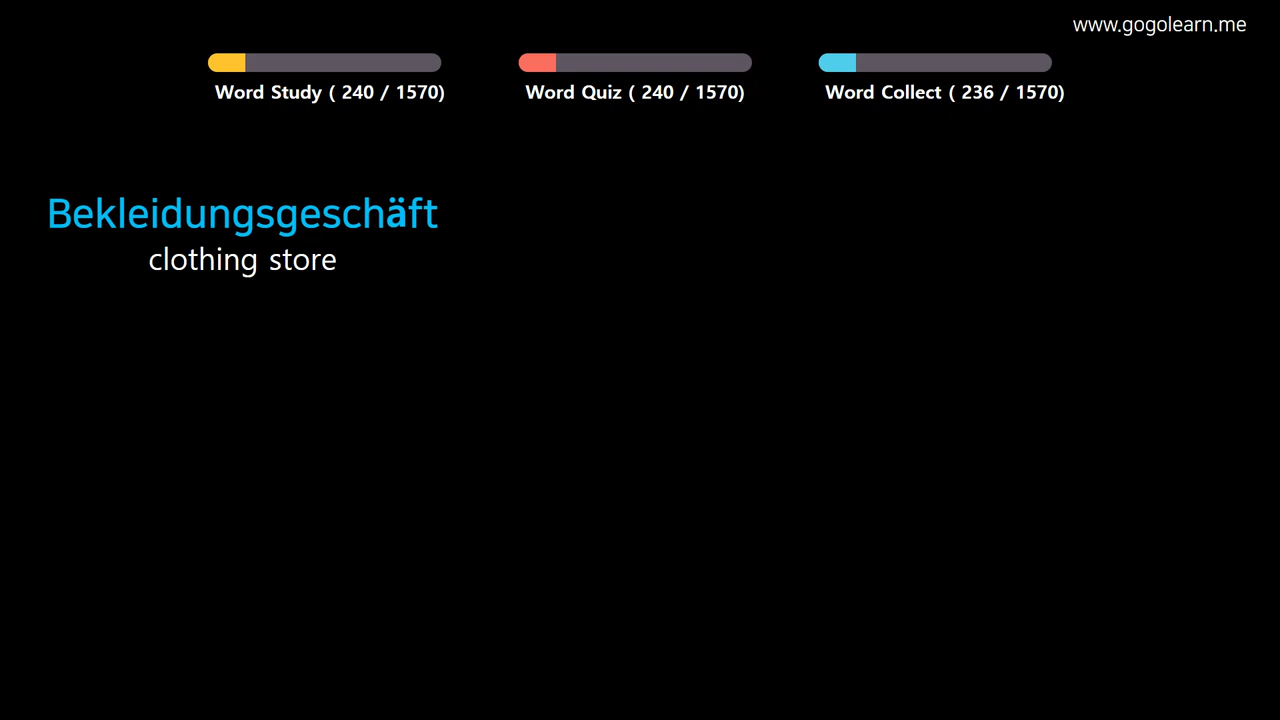 www.gogolearn.me
Word Study ( 240 / 1570)
Word Quiz ( 240 / 1570)
Word Collect ( 236 / 1570)
Bekleidungsgeschäft
clothing store